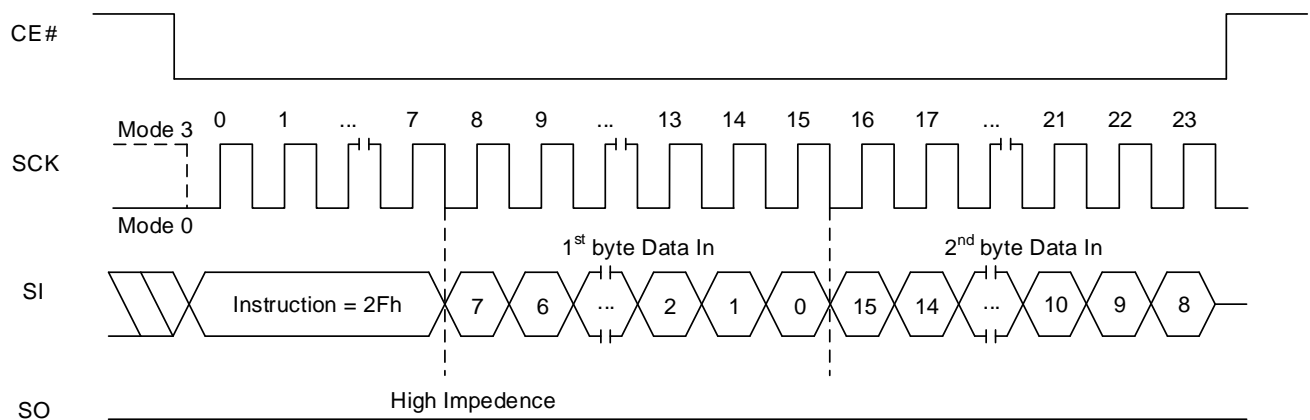 CE#
0 1 ... 7 8 9 ... 13 14 15 16 17 ... 21 22 23
Mode 3
SCK
Mode 0
1st byte Data In 2nd byte Data In
SI Instruction = 2Fh 7 6 ... 2 1 0 15 14 ... 10 9 8
High Impedence
SO